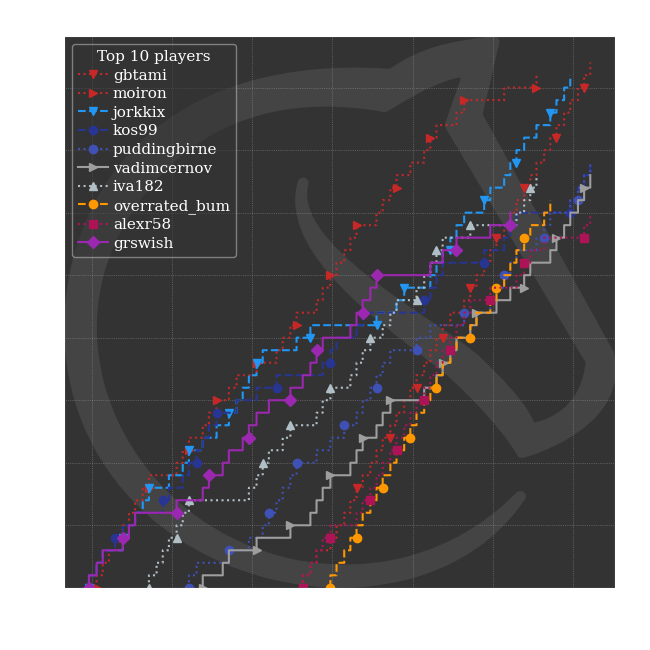 Top 10 players
gbtami
moiron
jorkkix
kos99
puddingbirne
vadimcernov
iva182
overrated_bum
alexr58
grswish